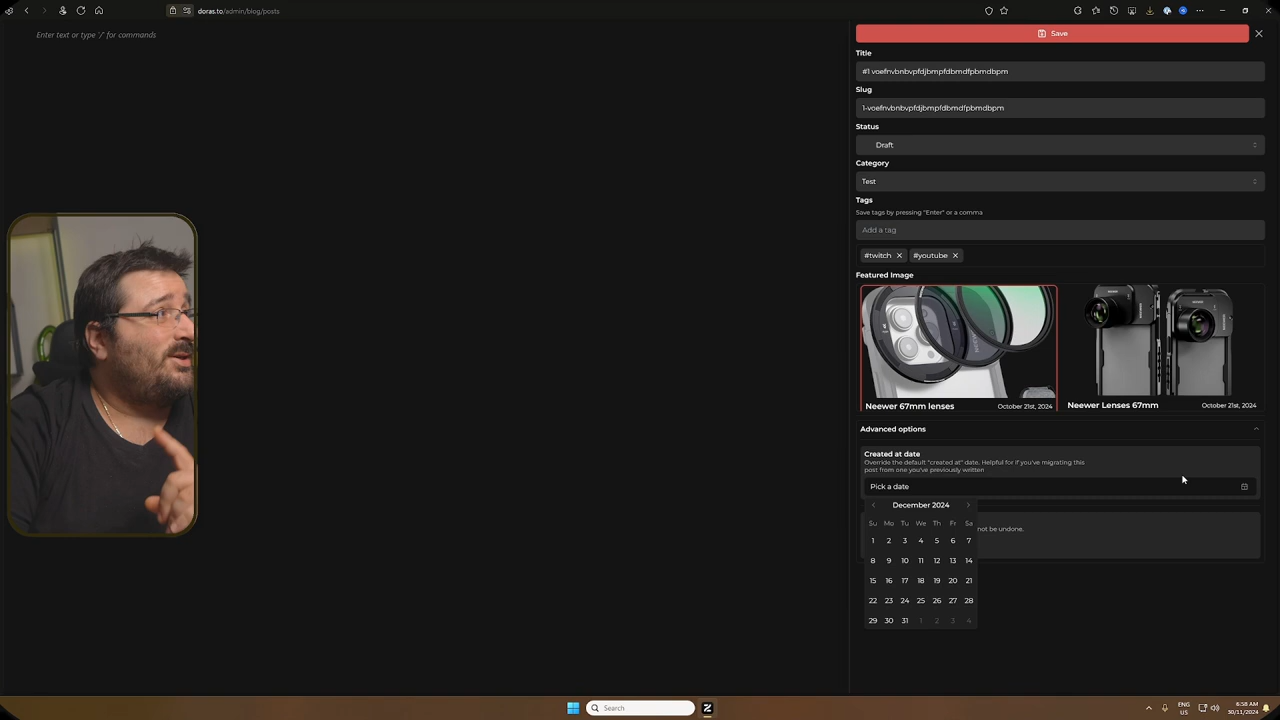 doras.to/admin/blog/posts
Enter text or type '/' for commands
Save
Title
#1 voefnvbnbvpfdjbmpfdbmdfpbmdbpm
Slug
1-voefnvbnbvpfdjbmpfdbmdfpbmdbpm
Status
Draft
Category
Test
Tags
Save tags by pressing "Enter" or a comma
Add a tag
#twitch
#youtube
Featured Image
Neewer 67mm lenses
October 21st, 2024
Neewer Lenses 67mm
October 21st, 2024
Advanced options
Created at date
Override the default "created at" date. Helpful for if you've migrating this
post from one you've previously written
Pick a date
December 2024
Su Mo Tu We Th Fr Sa
1 2 3 4 5 6 7
not be undone.
8 9 10 11 12 13 14
15 16 17 18 19 20 21
22 23 24 25 26 27 28
29 30 31 1 2 3 4
Search
ENG
US
6:58 AM
30/11/2024